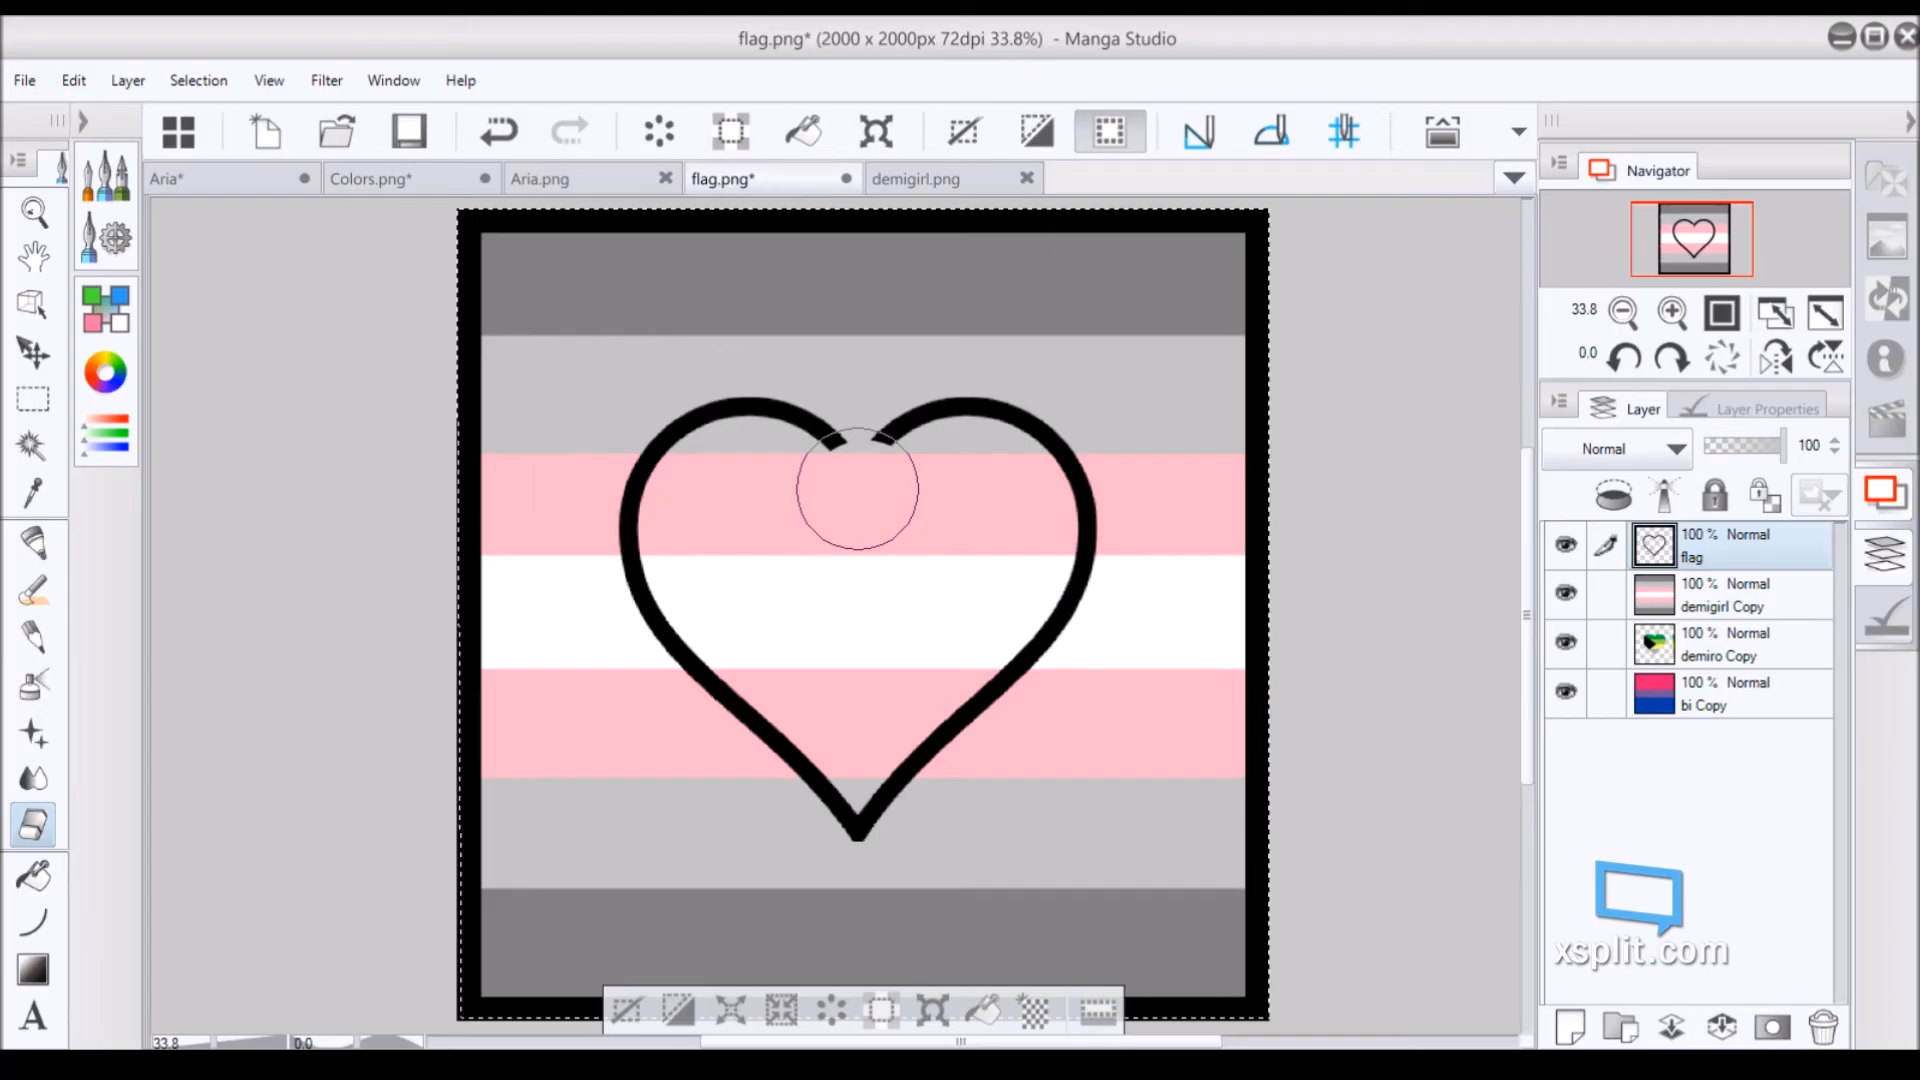 flag.png* (2000 x 2000px 72dpi 33.8%)  - Manga Studio
File Edit Layer Selection View Filter Window Help
Aria* Colors.png* Aria.png flag.png* demigirl.png
Navigator
33.8
0.0
Layer Layer Properties
Normal 100
100 % Normal
flag
100 % Normal
demigirl Copy
100 % Normal
demiro Copy
100 % Normal
bi Copy
xsplit.com
A
33.8 0.0